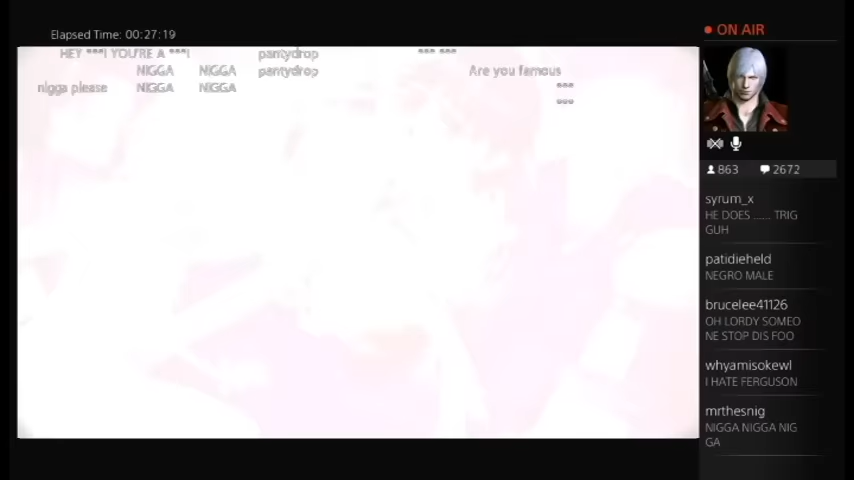 Elapsed Time: 00:27:19
ON AIR
HEY ***! YOU'RE A ***!
pantydrop
*** ***
NIGGA NIGGA pantydrop
Are you famous
nigga please NIGGA NIGGA
***
***
863 2672
syrum_x
HE DOES ...... TRIG
GUH
patidieheld
NEGRO MALE
brucelee41126
OH LORDY SOMEO
NE STOP DIS FOO
whyamisokewl
I HATE FERGUSON
mrthesnig
NIGGA NIGGA NIG
GA